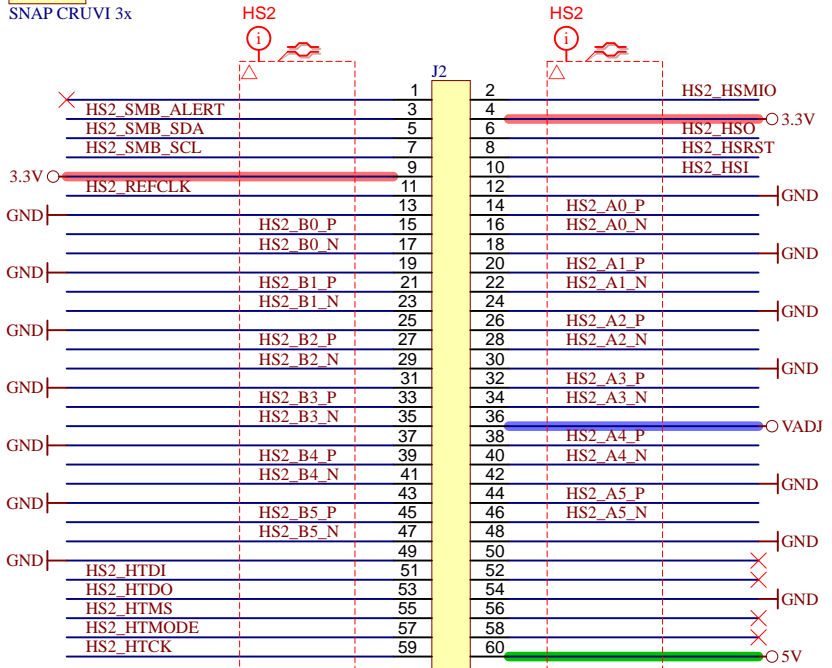 SNAP CRUVI 3x
HS2 HS2
i i
J2
1 2 HS2_HSMIO
HS2_SMB_ALERT 3 4 3.3V
HS2_SMB_SDA 5 6 HS2_HSO
HS2_SMB_SCL 7 8 HS2_HSRST
3.3V 9 10 HS2_HSI
HS2_REFCLK 11 12 GND
GND 13 14 HS2_A0_P
HS2_B0_P 15 16 HS2_A0_N
HS2_B0_N 17 18 GND
GND 19 20 HS2_A1_P
HS2_B1_P 21 22 HS2_A1_N
HS2_B1_N 23 24 GND
GND 25 26 HS2_A2_P
HS2_B2_P 27 28 HS2_A2_N
HS2_B2_N 29 30 GND
GND 31 32 HS2_A3_P
HS2_B3_P 33 34 HS2_A3_N
HS2_B3_N 35 36 VADJ
GND 37 38 HS2_A4_P
HS2_B4_P 39 40 HS2_A4_N
HS2_B4_N 41 42 GND
GND 43 44 HS2_A5_P
HS2_B5_P 45 46 HS2_A5_N
HS2_B5_N 47 48 GND
GND 49 50
HS2_HTDI 51 52
HS2_HTDO 53 54 GND
HS2_HTMS 55 56
HS2_HTMODE 57 58
HS2_HTCK 59 60 5V